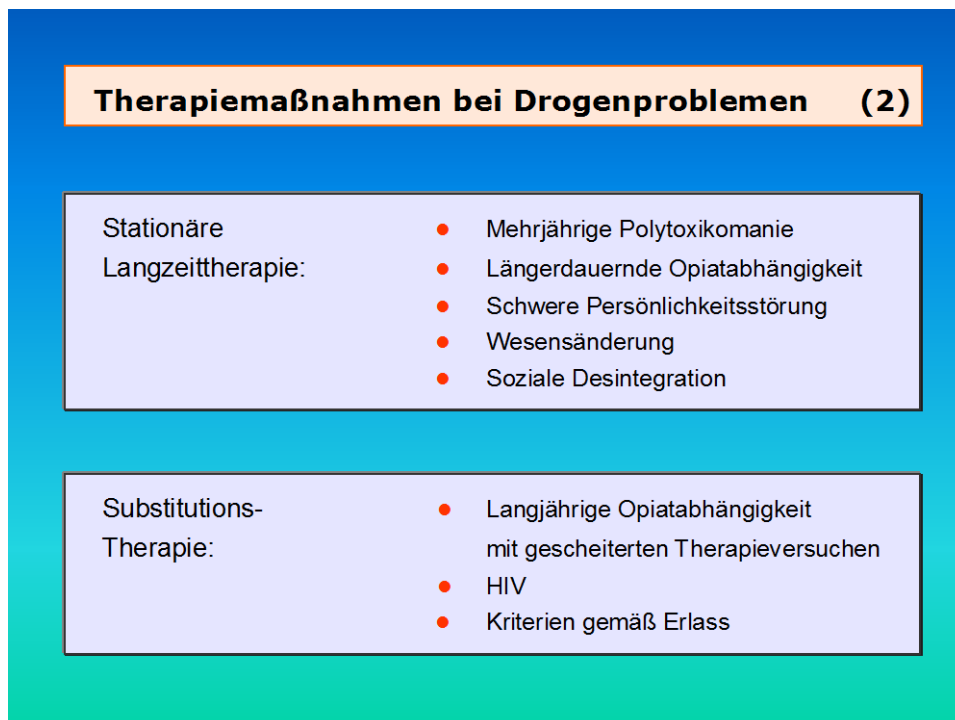 Therapiemaßnahmen bei Drogenproblemen (2)
Stationäre
Langzeittherapie:
● Mehrjährige Polytoxikomanie
● Längerdauernde Opiatabhängigkeit
● Schwere Persönlichkeitsstörung
● Wesensänderung
● Soziale Desintegration
Substitutions-
Therapie:
● Langjährige Opiatabhängigkeit
mit gescheiterten Therapieversuchen
● HIV
● Kriterien gemäß Erlass